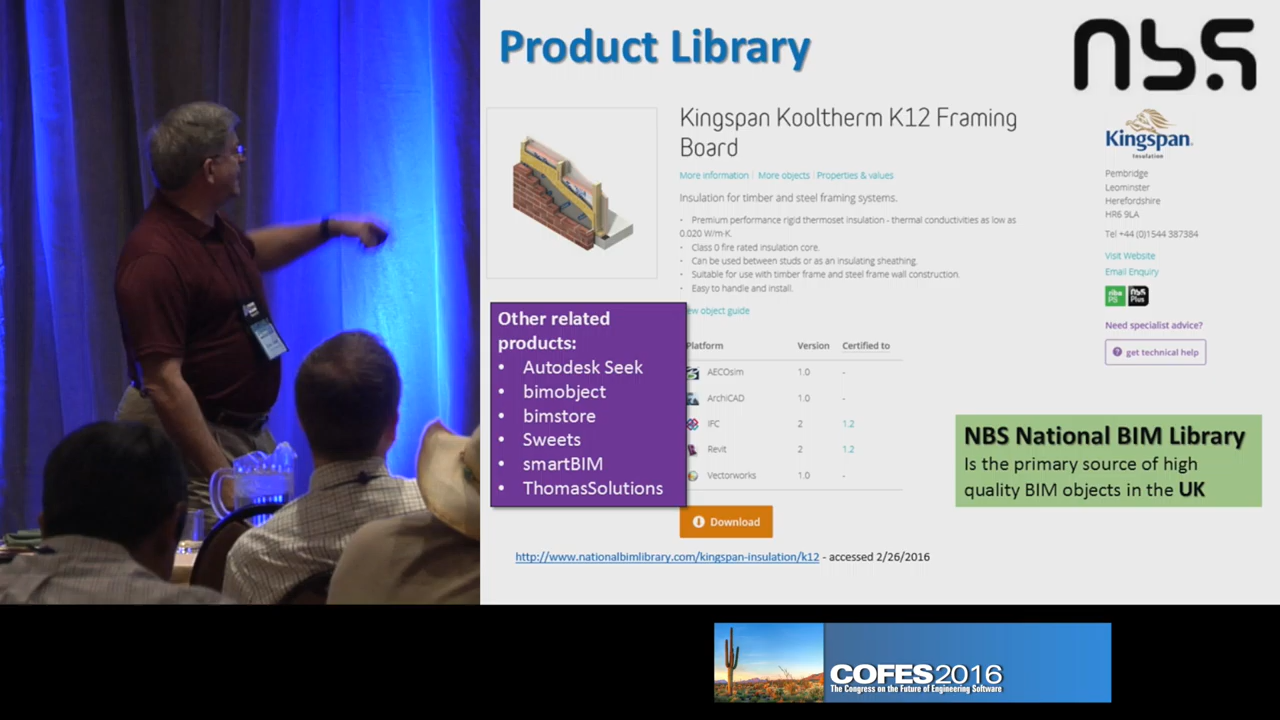 Product Library
nbs
Kingspan Kooltherm K12 Framing
Board
More information | More objects | Properties & values
Insulation for timber and steel framing systems.
• Premium performance rigid thermoset insulation - thermal conductivities as low as
0.020 W/m·K.
• Class 0 fire rated insulation core.
• Can be used between studs or as an insulating sheathing.
• Suitable for use with timber frame and steel frame wall construction.
• Easy to handle and install.
ew object guide
Kingspan
Insulation
Pembridge
Leominster
Herefordshire
HR6 9LA
Tel +44 (0)1544 387384
Visit Website
Email Enquiry
riba PS
nbs Plus
Need specialist advice?
get technical help
Other related
products:
• Autodesk Seek
• bimobject
• bimstore
• Sweets
• smartBIM
• ThomasSolutions
Platform Version Certified to
AECOsim 1.0 -
ArchiCAD 1.0 -
IFC 2 1.2
Revit 2 1.2
Vectorworks 1.0 -
Download
NBS National BIM Library
Is the primary source of high
quality BIM objects in the UK
http://www.nationalbimlibrary.com/kingspan-insulation/k12 - accessed 2/26/2016
COFES2016
The Congress on the Future of Engineering Software